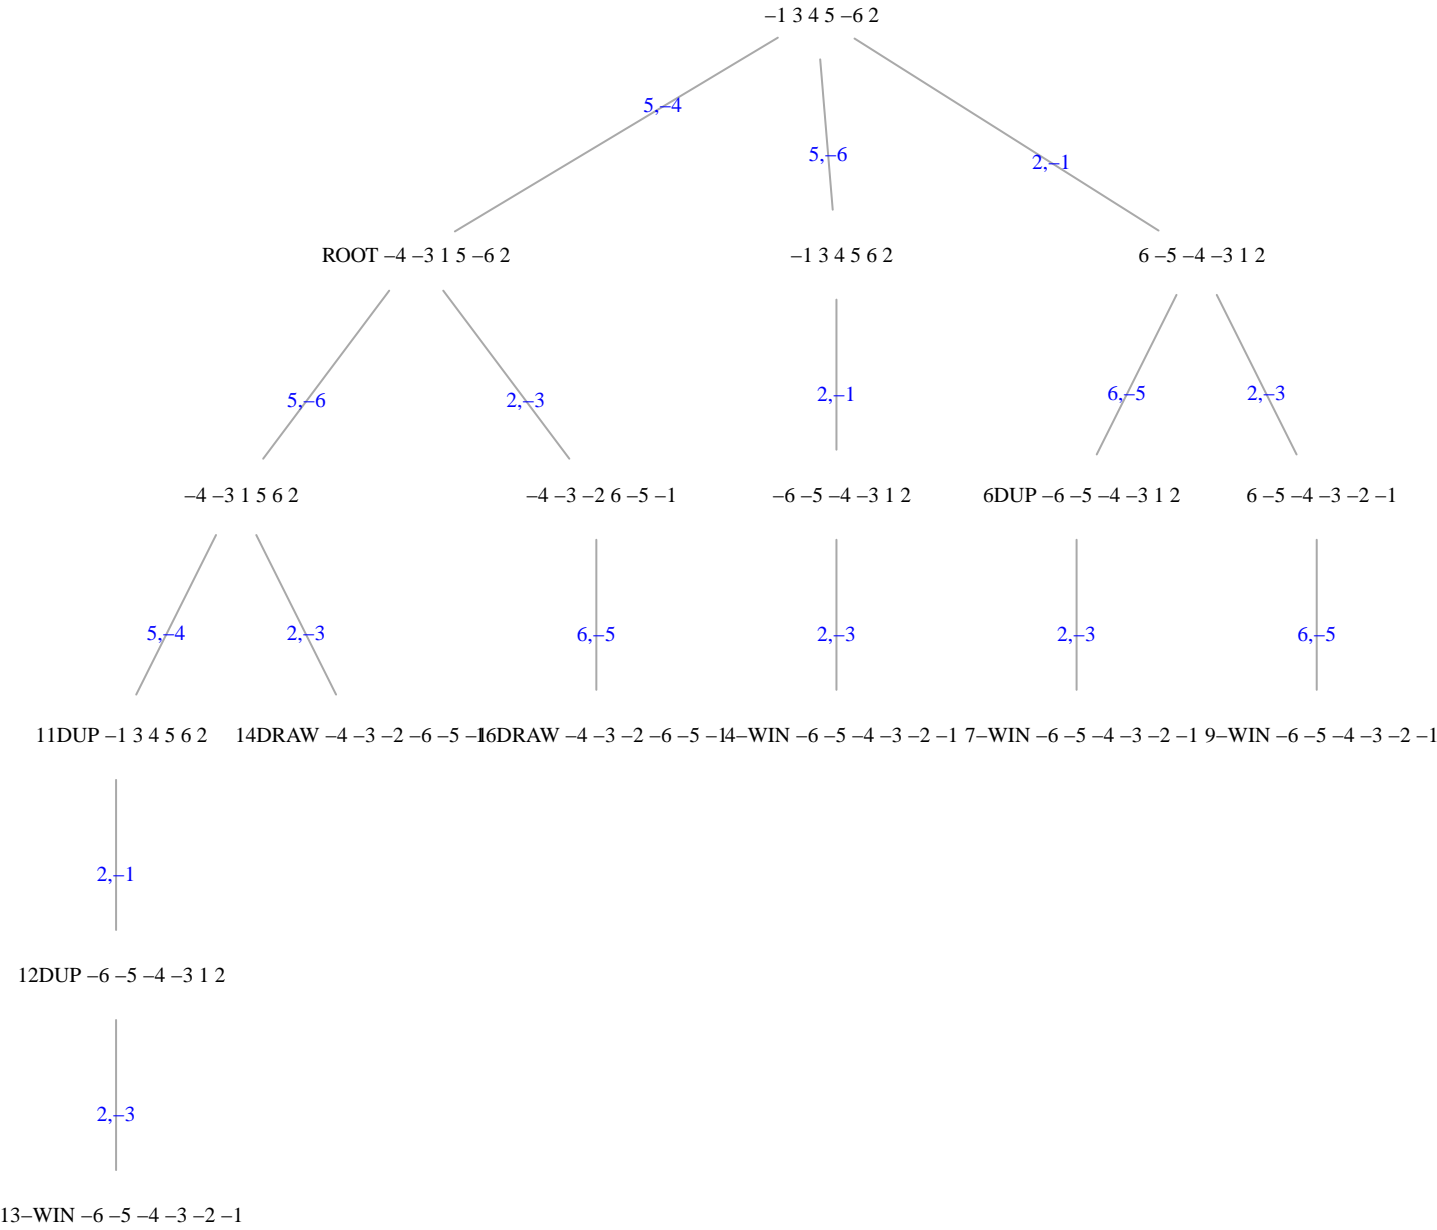 –1 3 4 5 –6 2
5,–4
5,–6
2,–1
ROOT –4 –3 1 5 –6 2
–1 3 4 5 6 2
6 –5 –4 –3 1 2
5,–6
2,–3
2,–1
6,–5
2,–3
–4 –3 1 5 6 2
–4 –3 –2 6 –5 –1
–6 –5 –4 –3 1 2
6DUP –6 –5 –4 –3 1 2
6 –5 –4 –3 –2 –1
5,–4
2,–3
6,–5
2,–3
2,–3
6,–5
11DUP –1 3 4 5 6 2
14DRAW –4 –3 –2 –6 –5 –1
16DRAW –4 –3 –2 –6 –5 –1
4–WIN –6 –5 –4 –3 –2 –1
7–WIN –6 –5 –4 –3 –2 –1
9–WIN –6 –5 –4 –3 –2 –1
2,–1
12DUP –6 –5 –4 –3 1 2
2,–3
13–WIN –6 –5 –4 –3 –2 –1